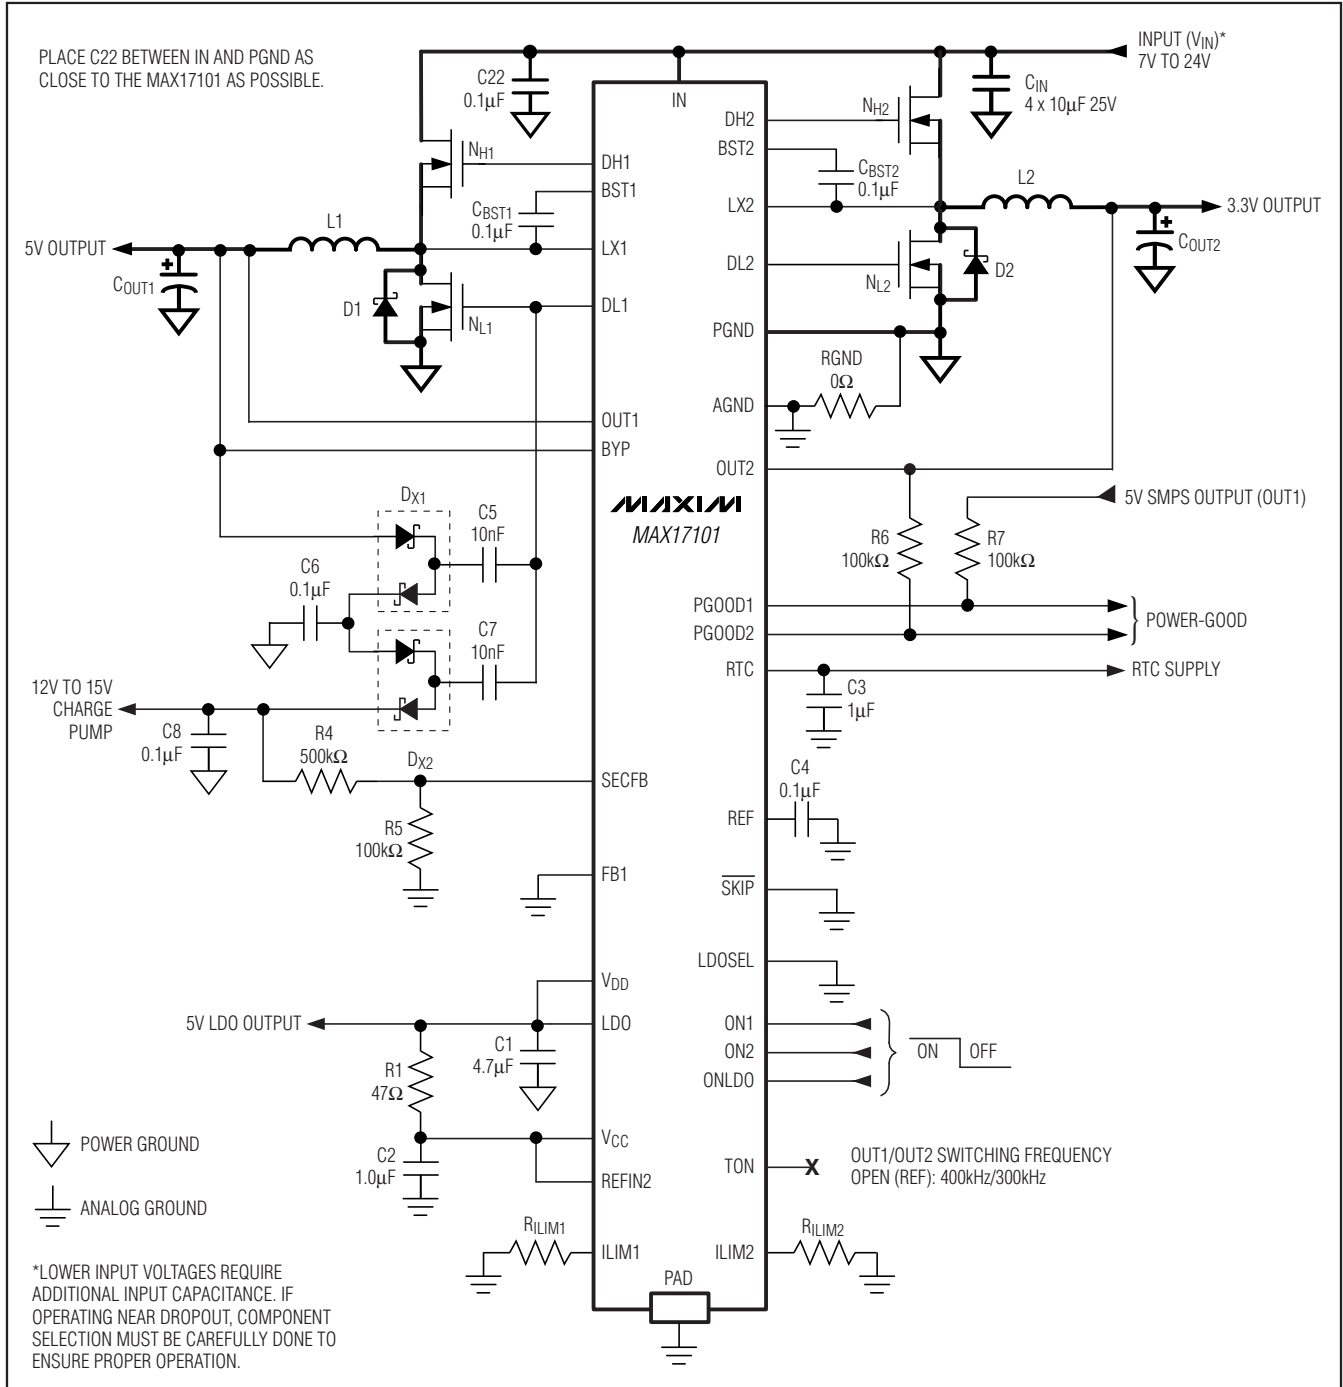 PLACE C22 BETWEEN IN AND PGND AS
CLOSE TO THE MAX17101 AS POSSIBLE.
INPUT (VIN)*
7V TO 24V
C22
0.1µF
IN
CIN
4 x 10µF 25V
NH1
DH1
BST1
CBST1
0.1µF
LX1
L1
5V OUTPUT
COUT1
D1
NL1
DL1
DH2
NH2
BST2
CBST2
0.1µF
LX2
L2
3.3V OUTPUT
COUT2
DL2
NL2
D2
PGND
RGND
0Ω
AGND
OUT1
BYP
OUT2
MAXIM
MAX17101
5V SMPS OUTPUT (OUT1)
R6
100kΩ
R7
100kΩ
DX1
C5
10nF
C6
0.1µF
C7
10nF
PGOOD1
PGOOD2
POWER-GOOD
RTC
RTC SUPPLY
C3
1µF
12V TO 15V
CHARGE
PUMP
C8
0.1µF
R4
500kΩ
DX2
SECFB
R5
100kΩ
C4
0.1µF
REF
FB1
SKIP
LDOSEL
VDD
5V LDO OUTPUT
LDO
C1
4.7µF
R1
47Ω
ON1
ON2
ONLDO
ON
OFF
VCC
C2
1.0µF
REFIN2
TON
X
OUT1/OUT2 SWITCHING FREQUENCY
OPEN (REF): 400kHz/300kHz
POWER GROUND
ANALOG GROUND
RILIM1
ILIM1
ILIM2
RILIM2
PAD
*LOWER INPUT VOLTAGES REQUIRE
ADDITIONAL INPUT CAPACITANCE. IF
OPERATING NEAR DROPOUT, COMPONENT
SELECTION MUST BE CAREFULLY DONE TO
ENSURE PROPER OPERATION.